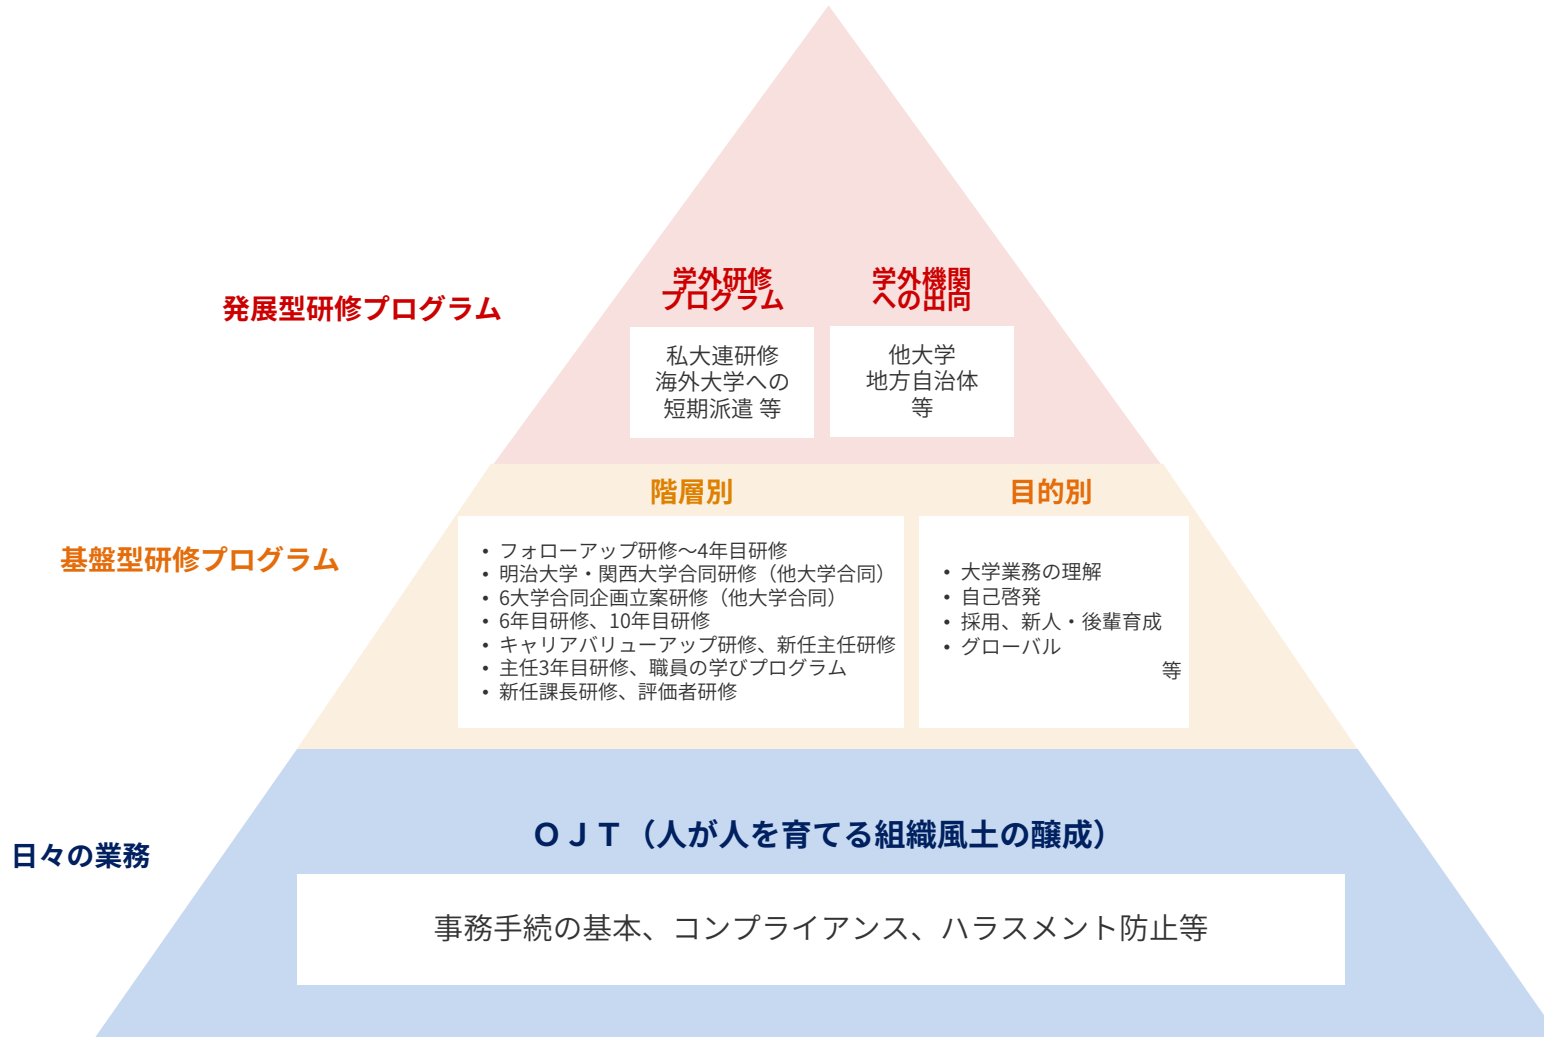 発展型研修プログラム
学外研修
プログラム
私大連研修
海外大学への
短期派遣 等
学外機関
への出向
他大学
地方自治体
等
基盤型研修プログラム
階層別
• フォローアップ研修～4年目研修
• 明治大学・関西大学合同研修（他大学合同）
• 6大学合同企画立案研修（他大学合同）
• 6年目研修、10年目研修
• キャリアバリューアップ研修、新任主任研修
• 主任3年目研修、職員の学びプログラム
• 新任課長研修、評価者研修
目的別
• 大学業務の理解
• 自己啓発
• 採用、新人・後輩育成
• グローバル
等
日々の業務
ＯＪＴ（人が人を育てる組織風土の醸成）
事務手続の基本、コンプライアンス、ハラスメント防止等